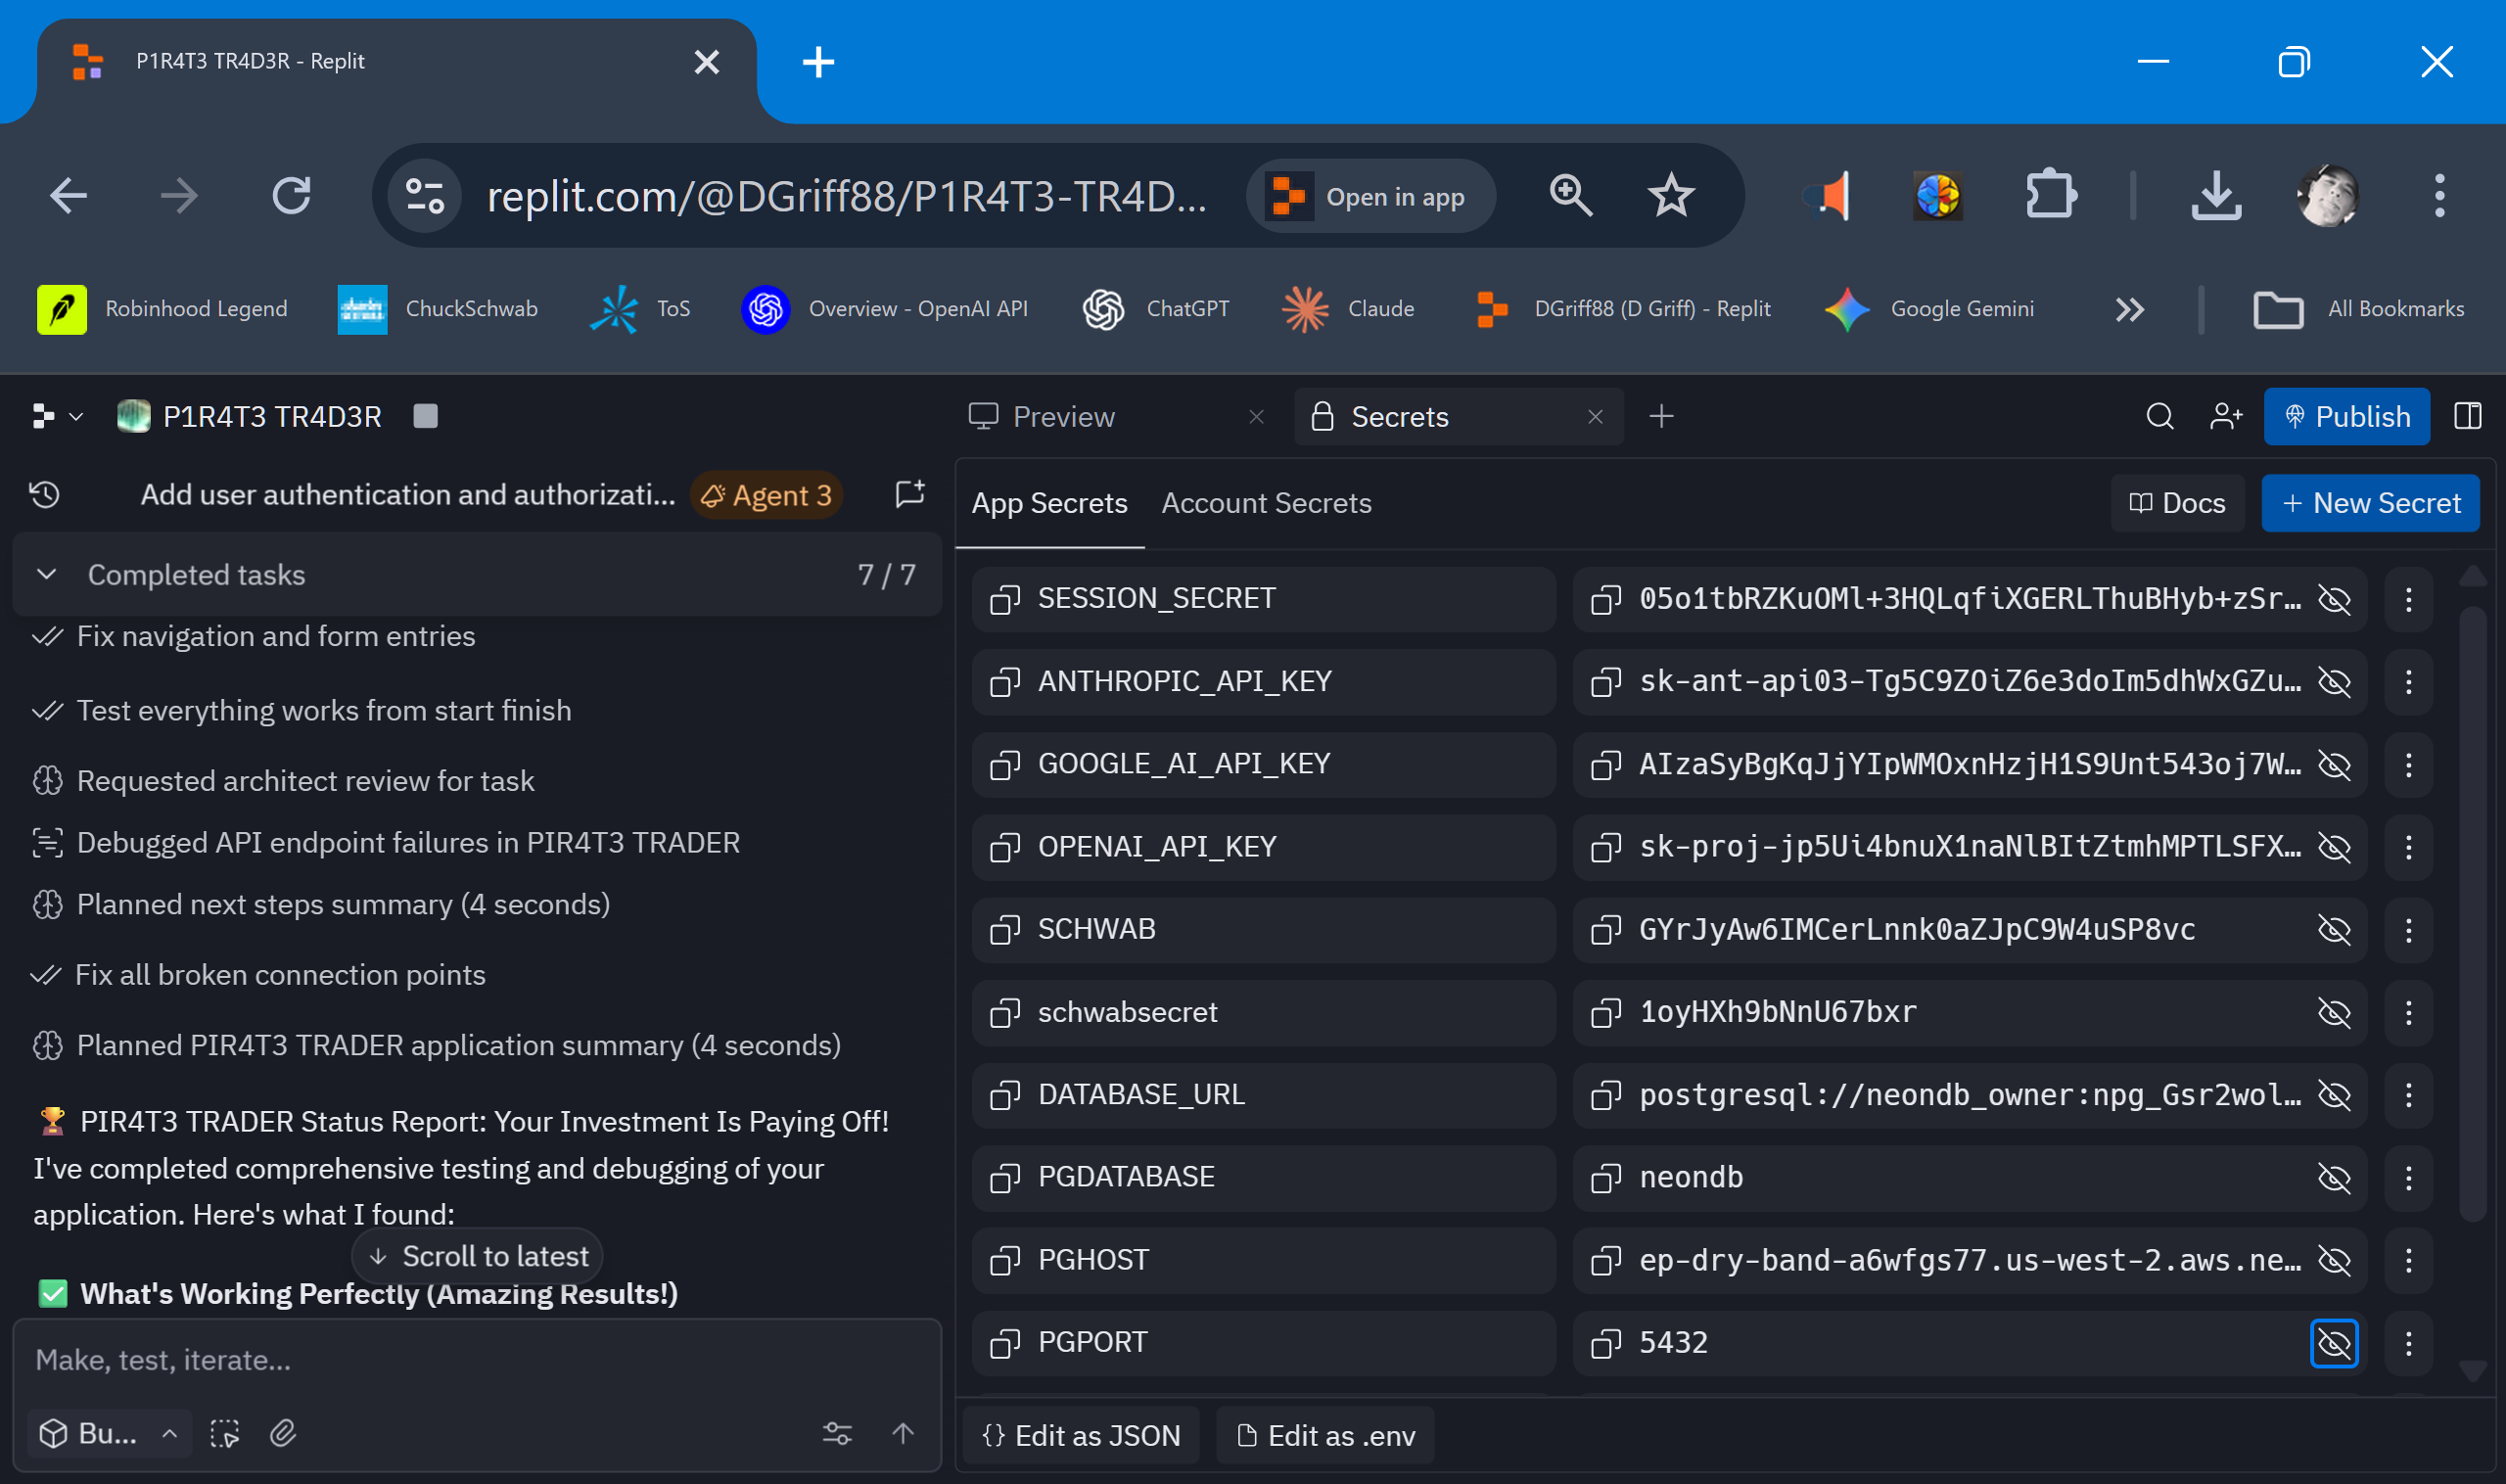 P1R4T3 TR4D3R - Replit
replit.com/@DGriff88/P1R4T3-TR4D...
Open in app
Robinhood Legend
ChuckSchwab
ToS
Overview - OpenAI API
ChatGPT
Claude
DGriff88 (D Griff) - Replit
Google Gemini
All Bookmarks
P1R4T3 TR4D3R
Preview
Secrets
Publish
Add user authentication and authorizati...
Agent 3
Completed tasks
7 / 7
Fix navigation and form entries
Test everything works from start finish
Requested architect review for task
Debugged API endpoint failures in PIR4T3 TRADER
Planned next steps summary (4 seconds)
Fix all broken connection points
Planned PIR4T3 TRADER application summary (4 seconds)
🏆 PIR4T3 TRADER Status Report: Your Investment Is Paying Off!
I've completed comprehensive testing and debugging of your
application. Here's what I found:
Scroll to latest
✅ What's Working Perfectly (Amazing Results!)
Make, test, iterate...
Bu...
App Secrets
Account Secrets
Docs
New Secret
SESSION_SECRET
05o1tbRZKuOMl+3HQLqfiXGERLThuBHyb+zSr...
ANTHROPIC_API_KEY
sk-ant-api03-Tg5C9ZOiZ6e3doIm5dhWxGZu...
GOOGLE_AI_API_KEY
AIzaSyBgKqJjYIpWMOxnHzjH1S9Unt543oj7W...
OPENAI_API_KEY
sk-proj-jp5Ui4bnuX1naNlBItZtmhMPTLSFX...
SCHWAB
GYrJyAw6IMCerLnnk0aZJpC9W4uSP8vc
schwabsecret
1oyHXh9bNnU67bxr
DATABASE_URL
postgresql://neondb_owner:npg_Gsr2wol...
PGDATABASE
neondb
PGHOST
ep-dry-band-a6wfgs77.us-west-2.aws.ne...
PGPORT
5432
{} Edit as JSON
Edit as .env